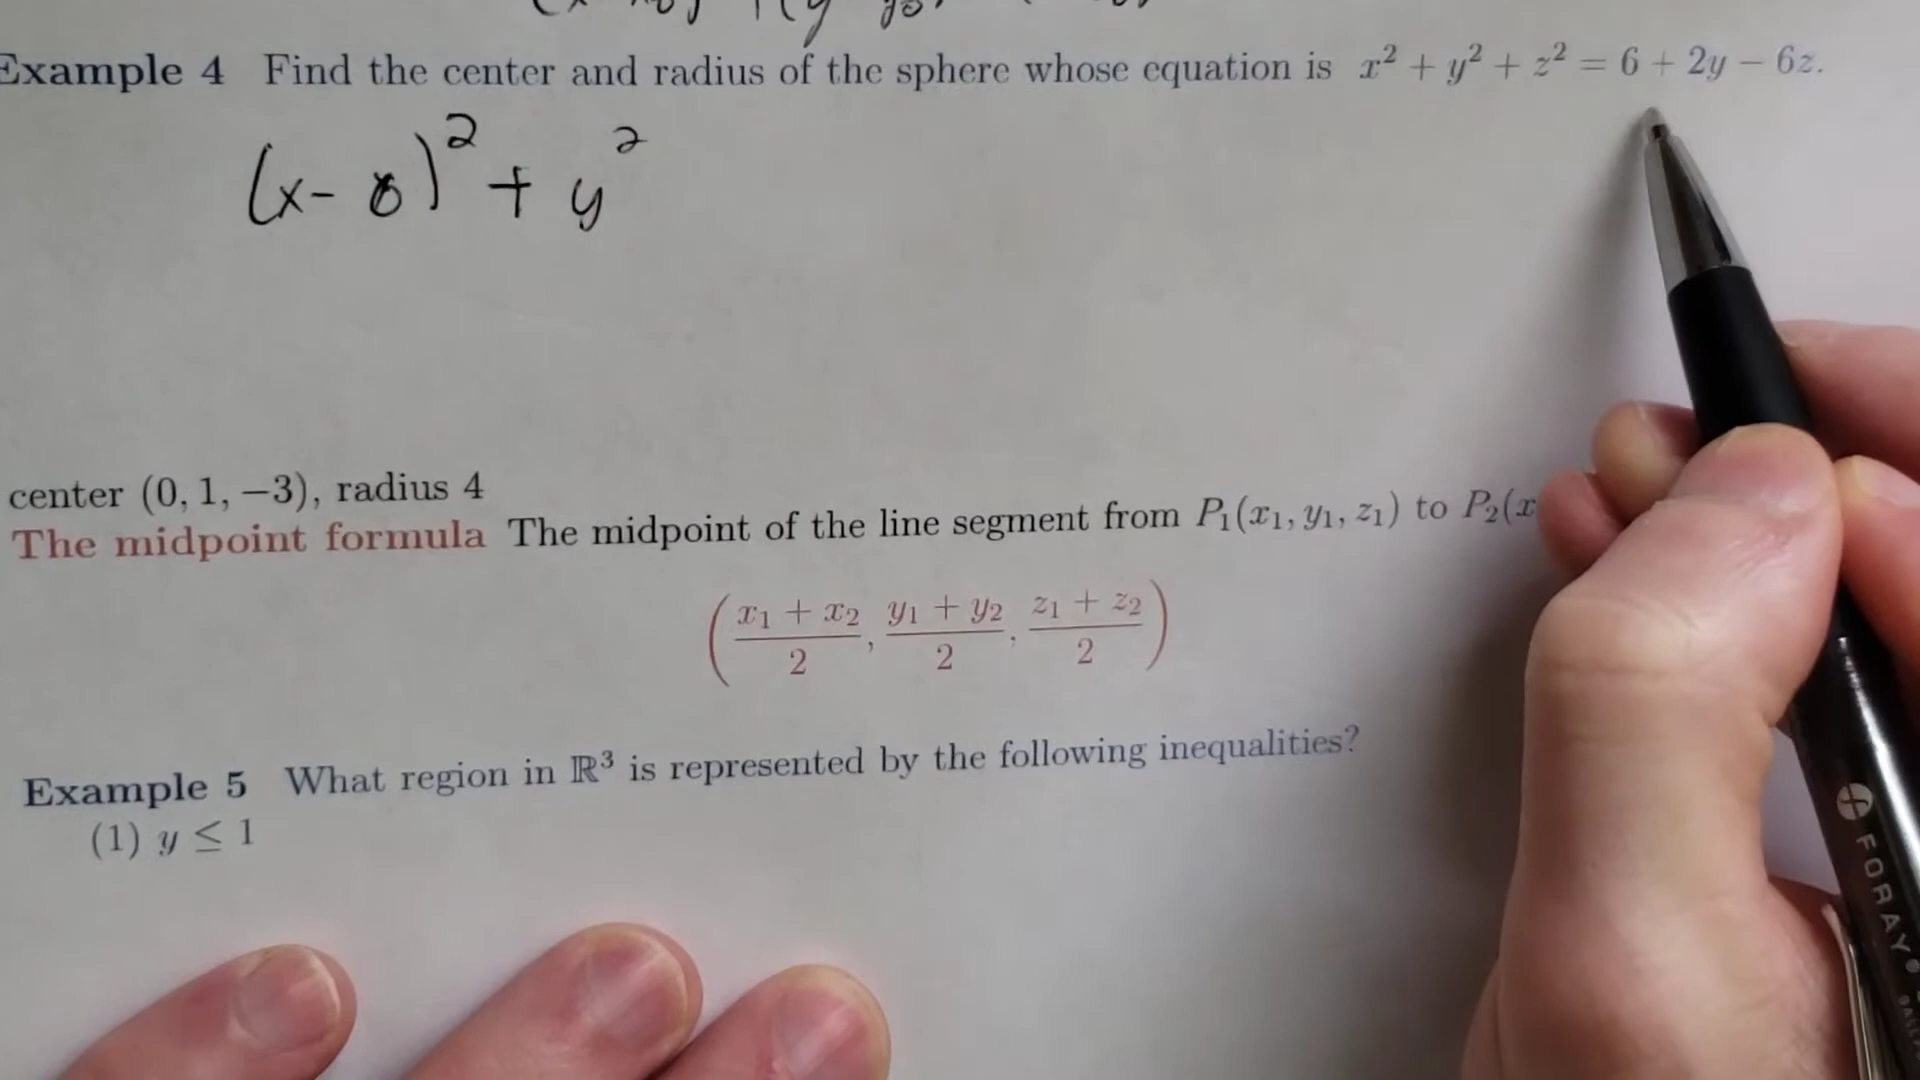 Example 4 Find the center and radius of the sphere whose equation is x² + y² + z² = 6 + 2y − 6z.
(x - 0)² + y²
center (0, 1, −3), radius 4
The midpoint formula The midpoint of the line segment from P₁(x₁, y₁, z₁) to P₂(x
(x₁ + x₂ / 2, y₁ + y₂ / 2, z₁ + z₂ / 2)
Example 5 What region in ℝ³ is represented by the following inequalities?
(1) y ≤ 1
FORAY